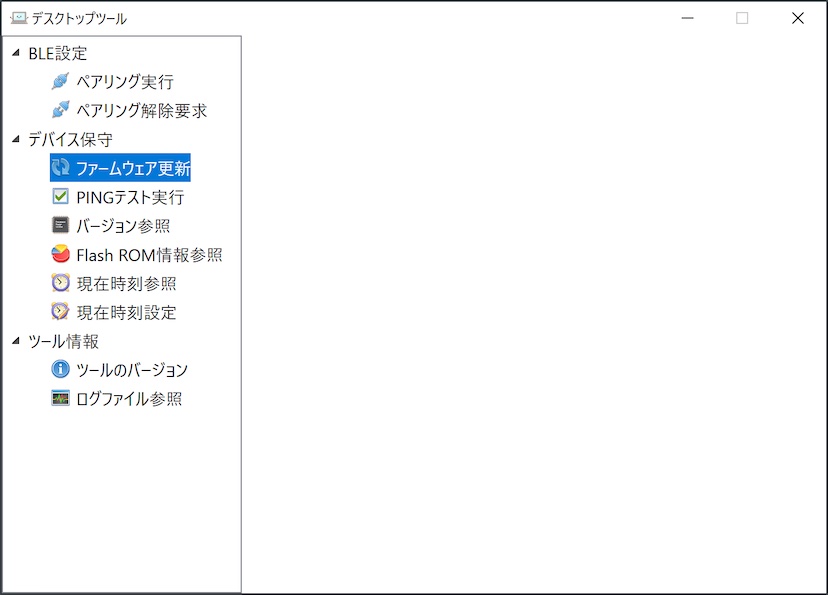 デスクトップツール
BLE設定
ペアリング実行
ペアリング解除要求
デバイス保守
ファームウェア更新
PINGテスト実行
バージョン参照
Flash ROM情報参照
現在時刻参照
現在時刻設定
ツール情報
ツールのバージョン
ログファイル参照